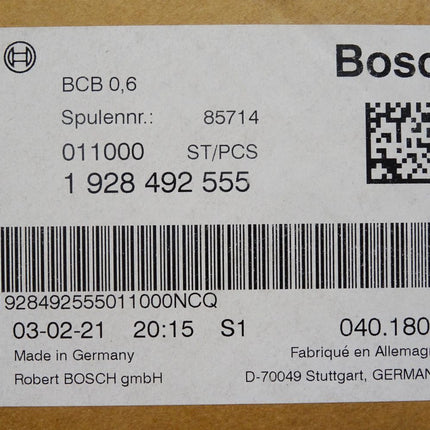 Bosc
BCB 0,6
Spulennr.: 85714
011000 ST/PCS
1 928 492 555
928492555011000NCQ
03-02-21 20:15 S1 040.180
Made in Germany Fabriqué en Allemag
Robert BOSCH gmbH D-70049 Stuttgart, GERMAN